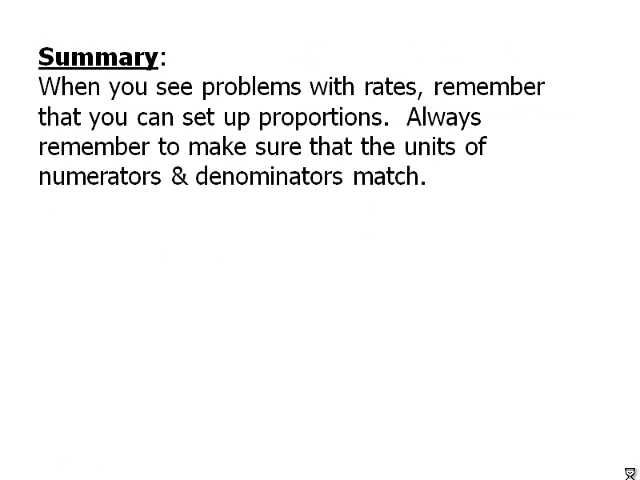 Summary:
When you see problems with rates, remember
that you can set up proportions.  Always
remember to make sure that the units of
numerators & denominators match.